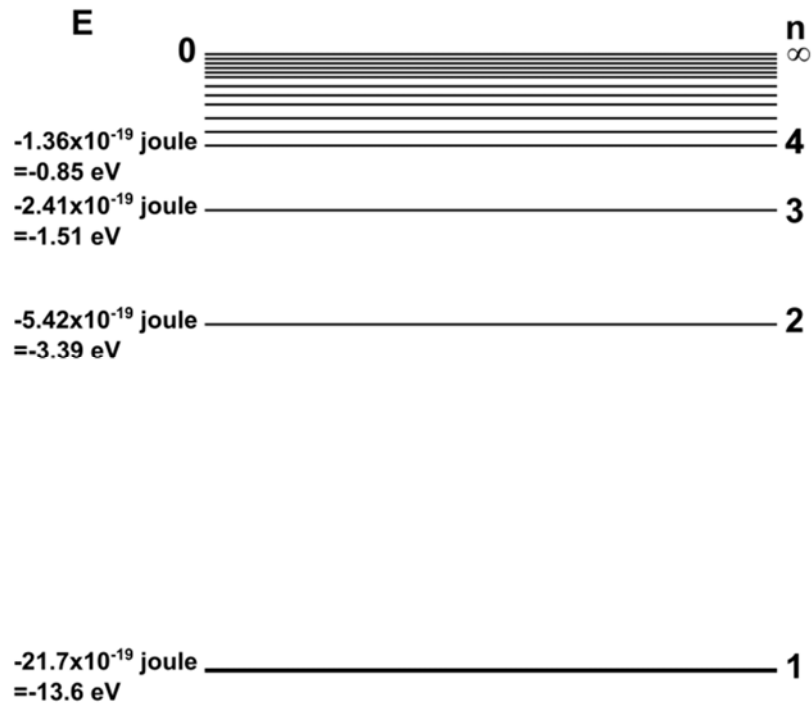 E n
0 ∞
-1.36x10⁻¹⁹ joule 4
=-0.85 eV
-2.41x10⁻¹⁹ joule 3
=-1.51 eV
-5.42x10⁻¹⁹ joule 2
=-3.39 eV
-21.7x10⁻¹⁹ joule 1
=-13.6 eV